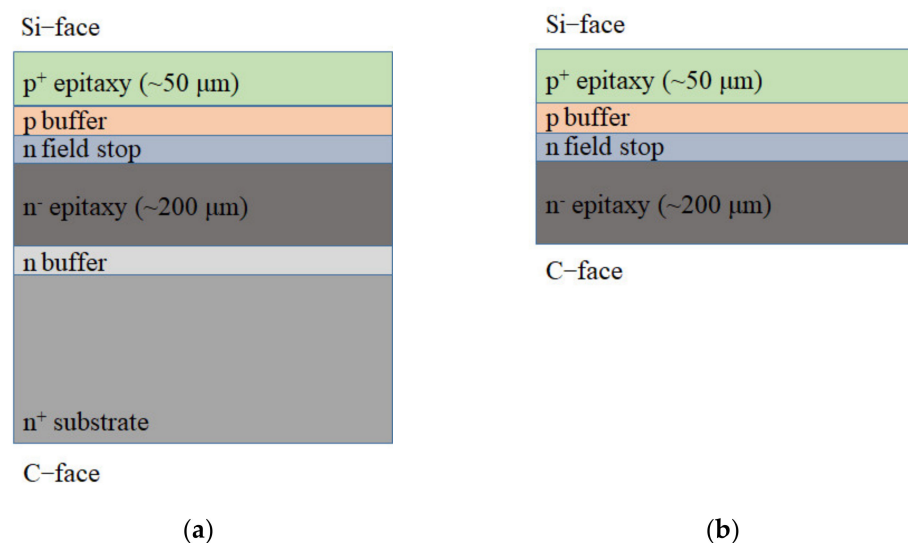 Si−face
p⁺ epitaxy (~50 μm)
p buffer
n field stop
n⁻ epitaxy (~200 μm)
n buffer
n⁺ substrate
C−face
(a)
Si−face
p⁺ epitaxy (~50 μm)
p buffer
n field stop
n⁻ epitaxy (~200 μm)
C−face
(b)